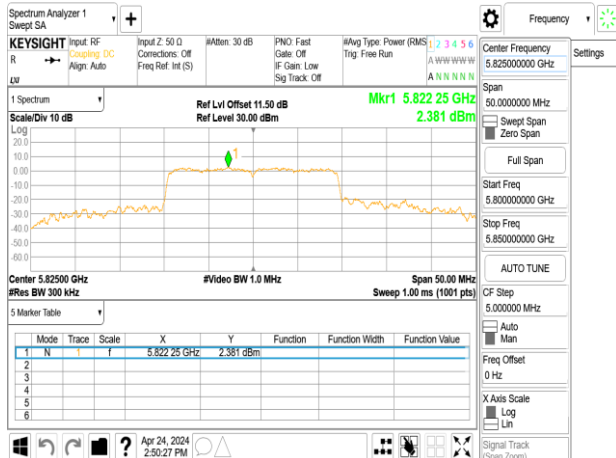 Spectrum Analyzer 1
Swept SA
+
Frequency
KEYSIGHT
R
Input: RF
Coupling: DC
Align: Auto
Input Z: 50 Ω
Corrections: Off
Freq Ref: Int (S)
#Atten: 30 dB
PNO: Fast
Gate: Off
IF Gain: Low
Sig Track: Off
#Avg Type: Power (RMS
Trig: Free Run
1 2 3 4 5 6
A W W W W W
A N N N N N
1 Spectrum
Scale/Div 10 dB
Ref Lvl Offset 11.50 dB
Ref Level 30.00 dBm
Mkr1 5.822 25 GHz
2.381 dBm
Log
20.0
10.0
0.00
-10.0
-20.0
-30.0
-40.0
-50.0
-60.0
1
Center 5.82500 GHz
#Res BW 300 kHz
#Video BW 1.0 MHz
Span 50.00 MHz
Sweep 1.00 ms (1001 pts)
5 Marker Table
Mode Trace Scale X Y Function Function Width Function Value
1 N 1 f 5.822 25 GHz 2.381 dBm
2
3
4
5
6
?
Apr 24, 2024
2:50:27 PM
Center Frequency
5.825000000 GHz
Settings
Span
50.0000000 MHz
Swept Span
Zero Span
Full Span
Start Freq
5.800000000 GHz
Stop Freq
5.850000000 GHz
AUTO TUNE
CF Step
5.000000 MHz
Auto
Man
Freq Offset
0 Hz
X Axis Scale
Log
Lin
Signal Track
(Span Zoom)